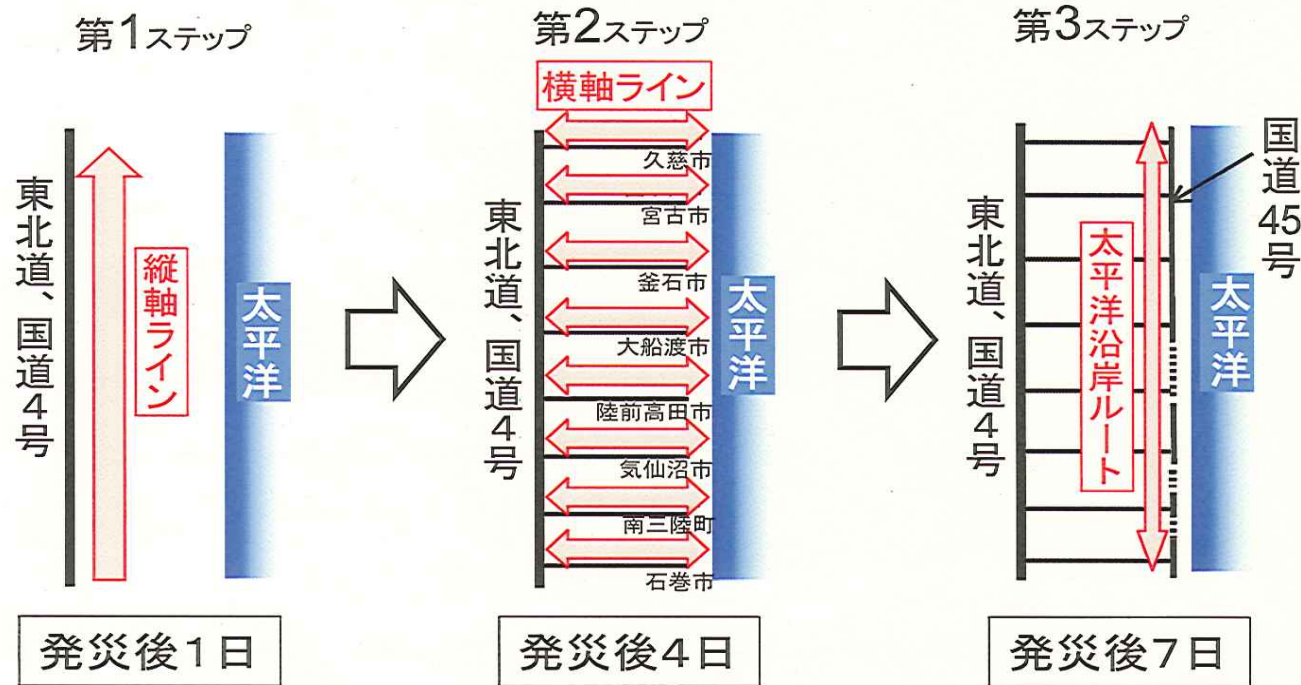 第1ステップ
東北道、国道4号
縦軸ライン
太平洋
発災後1日
第2ステップ
横軸ライン
東北道、国道4号
久慈市
宮古市
釜石市
大船渡市
陸前高田市
気仙沼市
南三陸町
石巻市
太平洋
発災後4日
第3ステップ
東北道、国道4号
太平洋沿岸ルート
国道45号
太平洋
発災後7日